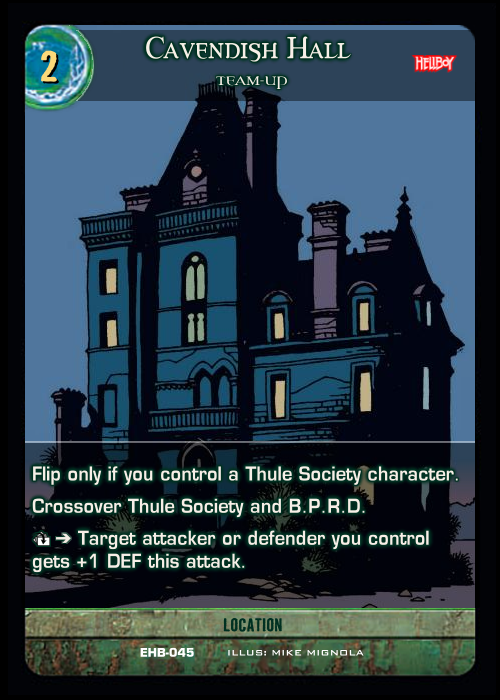 2
Cavendish Hall
TEAM-UP
HELLBOY
Flip only if you control a Thule Society character.
Crossover Thule Society and B.P.R.D.
➔ Target attacker or defender you control
gets +1 DEF this attack.
LOCATION
EHB-045 ILLUS: MIKE MIGNOLA